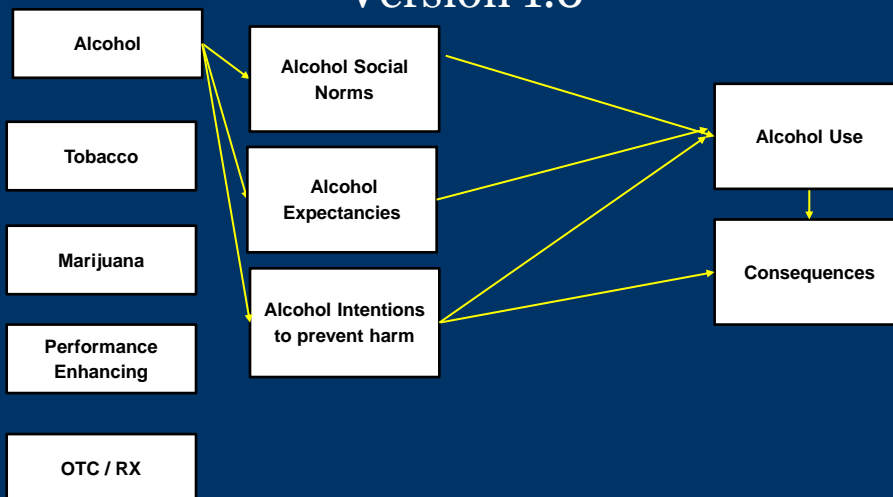 Alcohol
Tobacco
Marijuana
Performance
Enhancing
OTC / RX
Alcohol Social
Norms
Alcohol
Expectancies
Alcohol Intentions
to prevent harm
Alcohol Use
Consequences